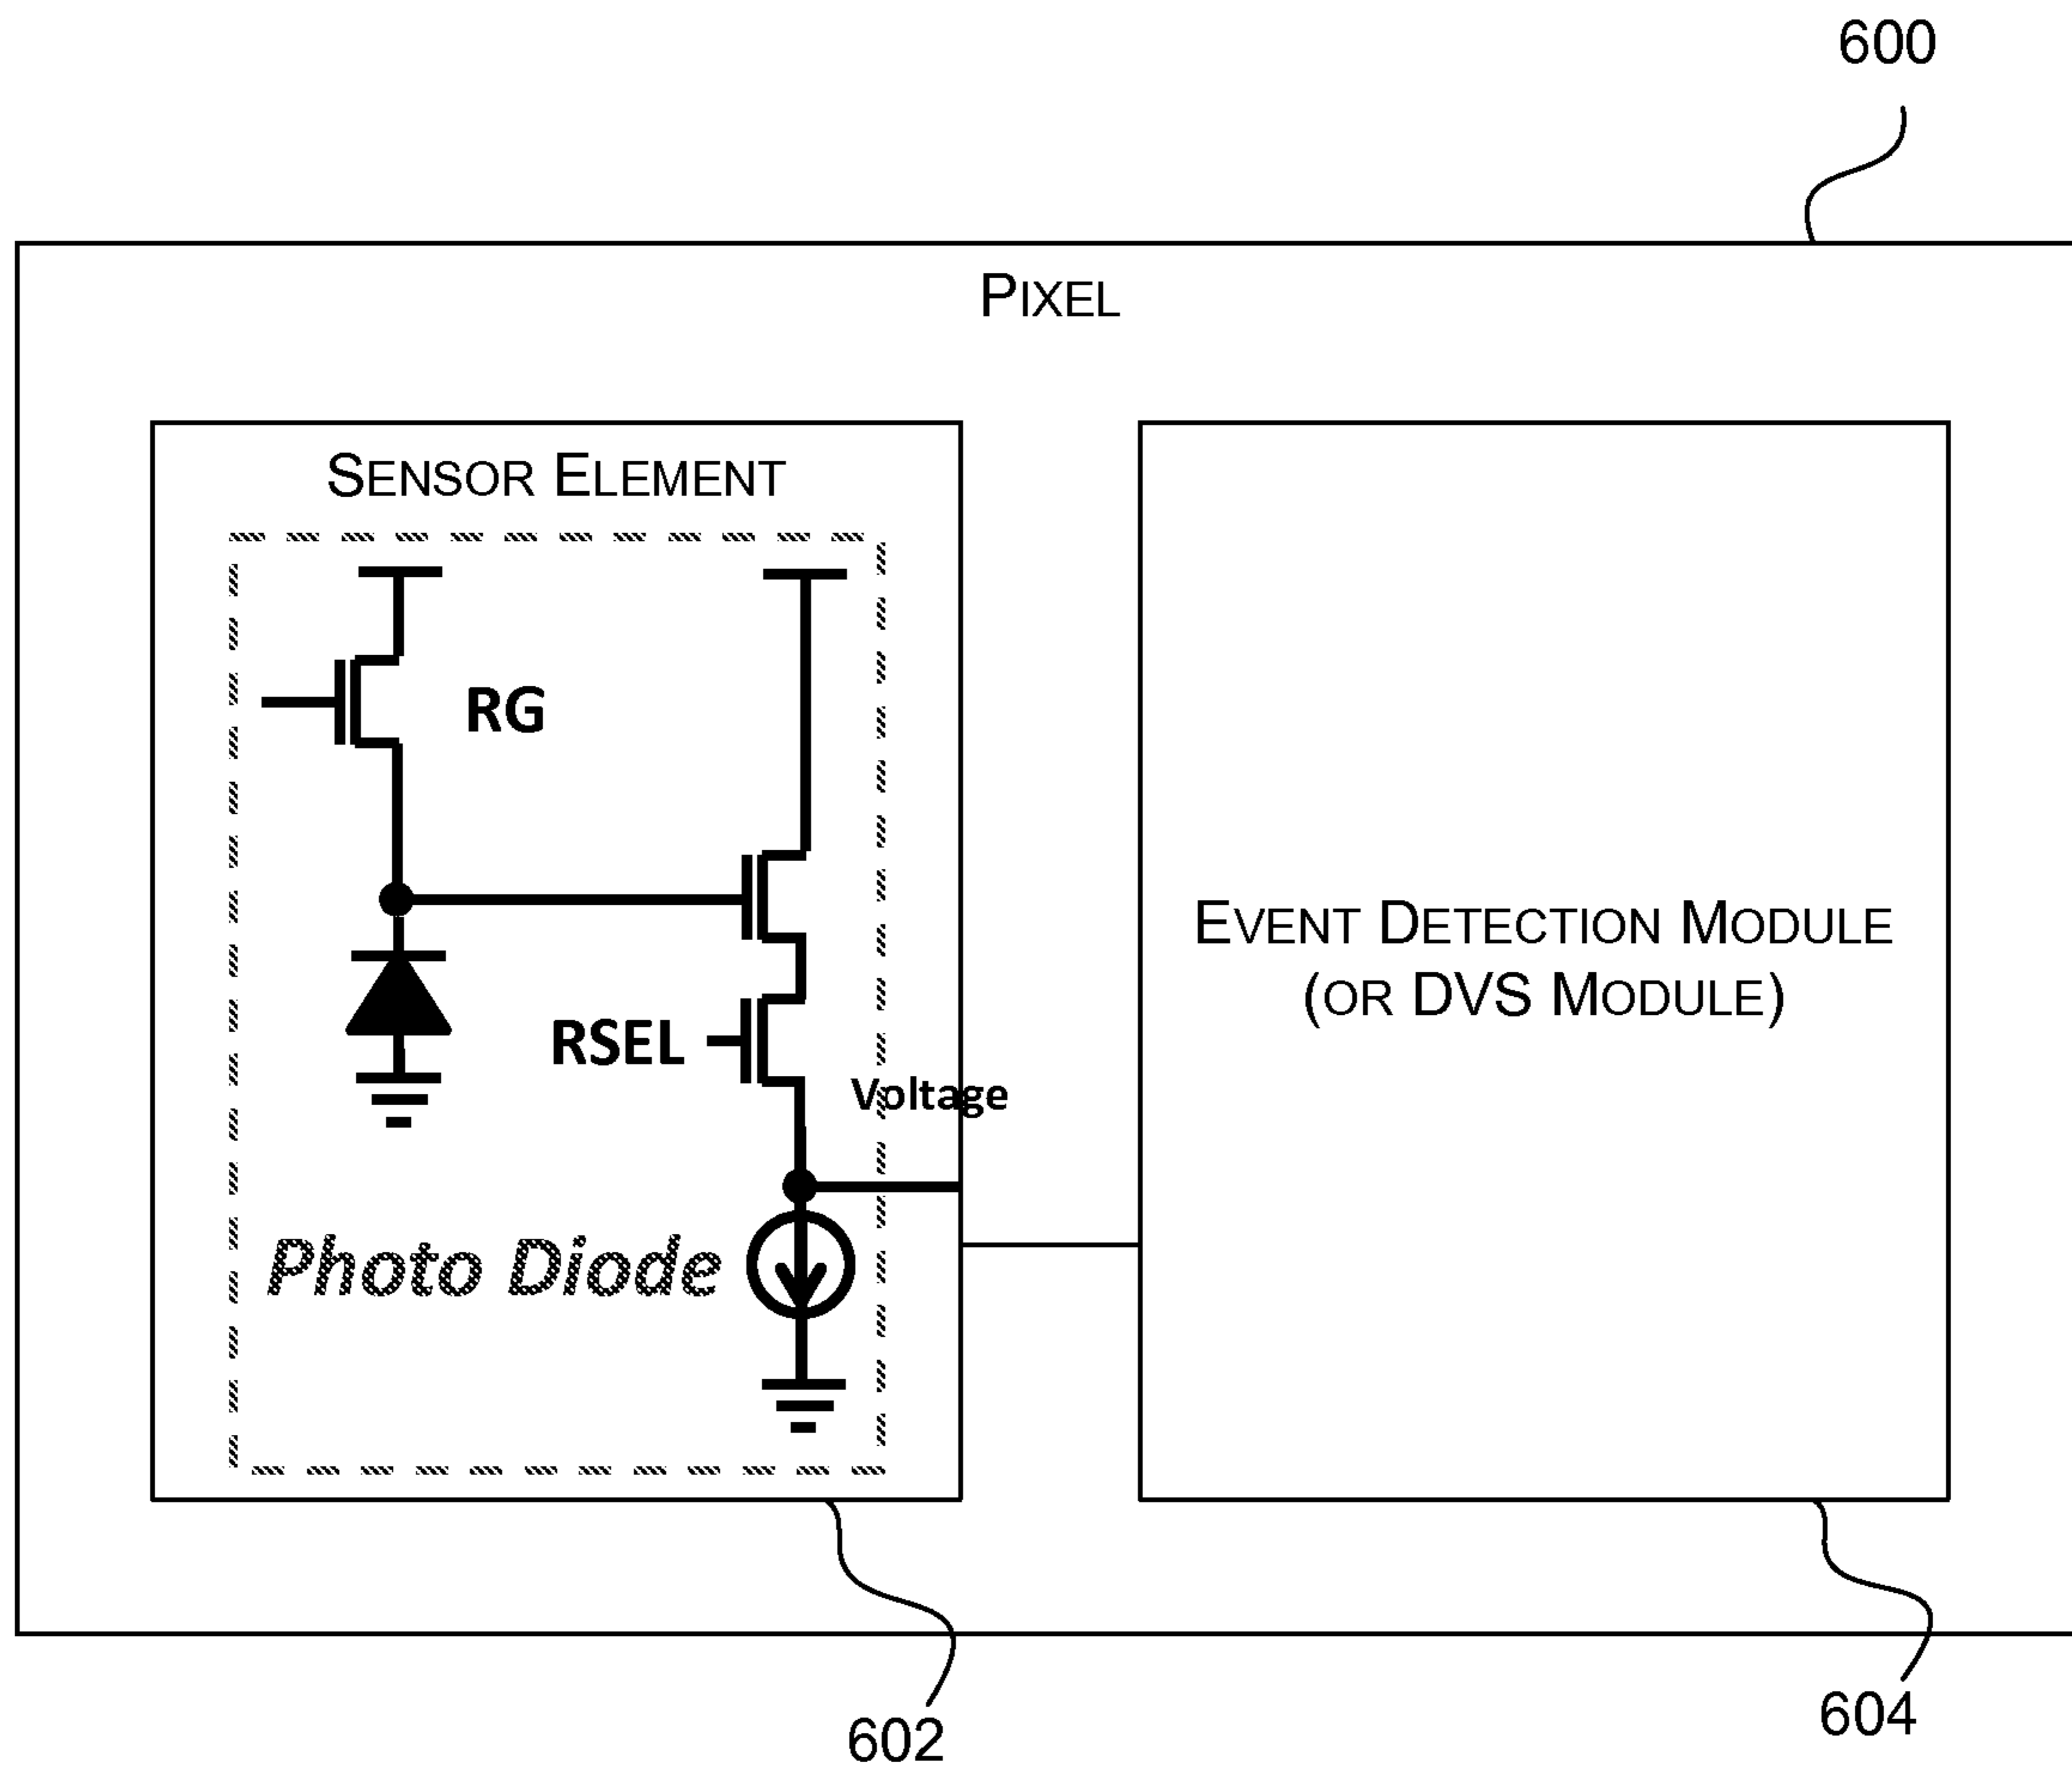 600
PIXEL
SENSOR ELEMENT
RG
EVENT DETECTION MODULE
(OR DVS MODULE)
RSEL
Voltage
Photo Diode
602
604